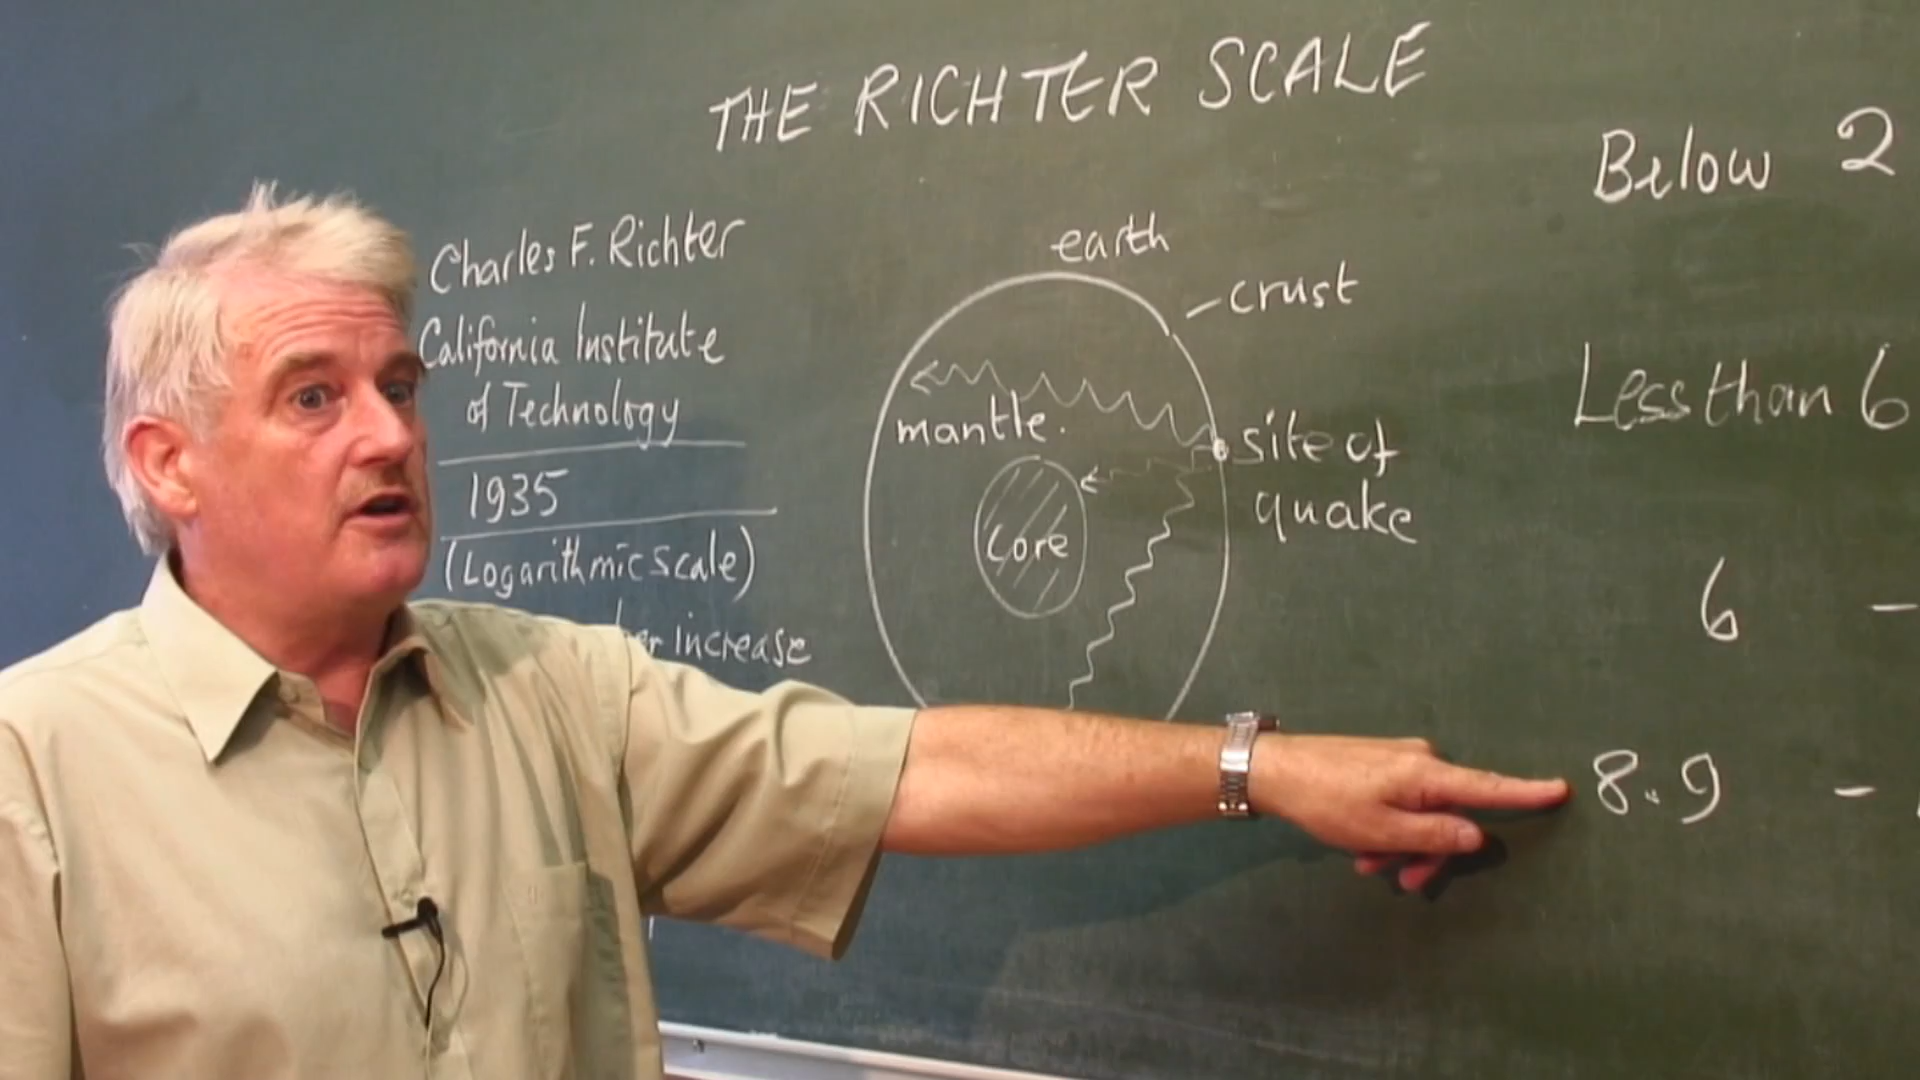 THE RICHTER SCALE
Charles F. Richter
California Institute
of Technology
1935
(Logarithmic scale)
increase
earth
crust
mantle.
core
site of
quake
Below 2
Less than 6
6 -
8.9 -